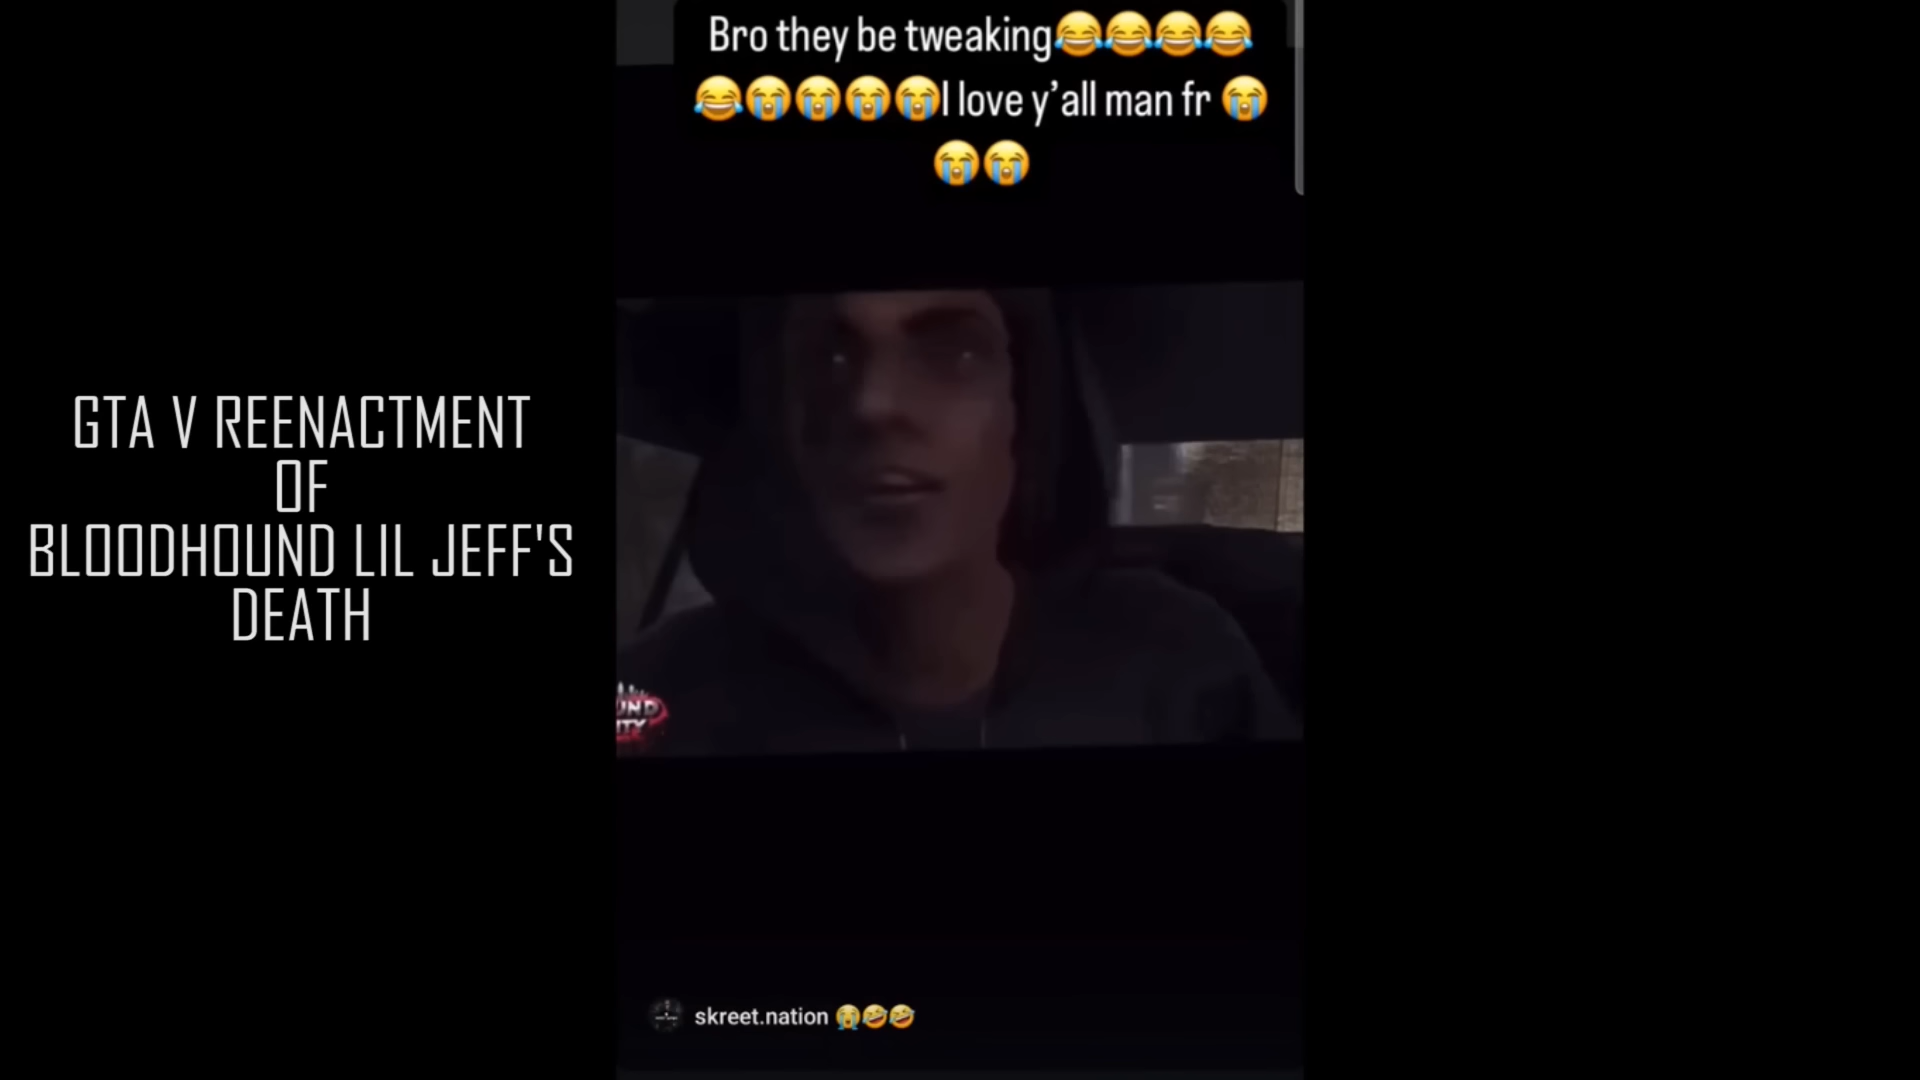 Bro they be tweaking😂😂😂😂
😂😭😭😭😭I love y’all man fr 😭
😭😭
GTA V REENACTMENT
OF
BLOODHOUND LIL JEFF'S
DEATH
skreet.nation 😭🤣🤣